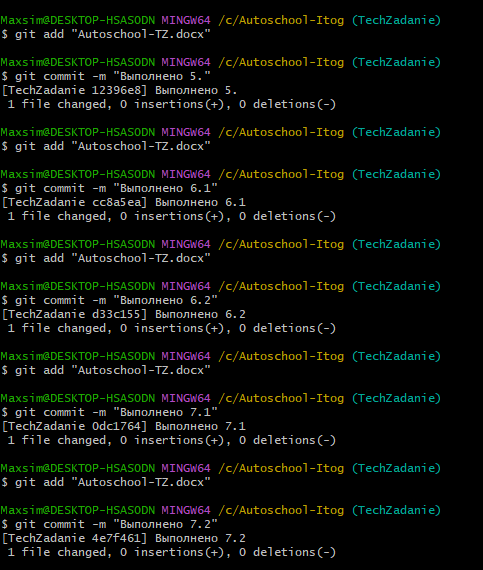 Maxsim@DESKTOP-HSASODN MINGW64 /c/Autoschool-Itog (TechZadanie)
$ git add "Autoschool-TZ.docx"
Maxsim@DESKTOP-HSASODN MINGW64 /c/Autoschool-Itog (TechZadanie)
$ git commit -m "Выполнено 5."
[TechZadanie 12396e8] Выполнено 5.
1 file changed, 0 insertions(+), 0 deletions(-)
Maxsim@DESKTOP-HSASODN MINGW64 /c/Autoschool-Itog (TechZadanie)
$ git add "Autoschool-TZ.docx"
Maxsim@DESKTOP-HSASODN MINGW64 /c/Autoschool-Itog (TechZadanie)
$ git commit -m "Выполнено 6.1"
[TechZadanie cc8a5ea] Выполнено 6.1
1 file changed, 0 insertions(+), 0 deletions(-)
Maxsim@DESKTOP-HSASODN MINGW64 /c/Autoschool-Itog (TechZadanie)
$ git add "Autoschool-TZ.docx"
Maxsim@DESKTOP-HSASODN MINGW64 /c/Autoschool-Itog (TechZadanie)
$ git commit -m "Выполнено 6.2"
[TechZadanie d33c155] Выполнено 6.2
1 file changed, 0 insertions(+), 0 deletions(-)
Maxsim@DESKTOP-HSASODN MINGW64 /c/Autoschool-Itog (TechZadanie)
$ git add "Autoschool-TZ.docx"
Maxsim@DESKTOP-HSASODN MINGW64 /c/Autoschool-Itog (TechZadanie)
$ git commit -m "Выполнено 7.1"
[TechZadanie 0dc1764] Выполнено 7.1
1 file changed, 0 insertions(+), 0 deletions(-)
Maxsim@DESKTOP-HSASODN MINGW64 /c/Autoschool-Itog (TechZadanie)
$ git add "Autoschool-TZ.docx"
Maxsim@DESKTOP-HSASODN MINGW64 /c/Autoschool-Itog (TechZadanie)
$ git commit -m "Выполнено 7.2"
[TechZadanie 4e7f461] Выполнено 7.2
1 file changed, 0 insertions(+), 0 deletions(-)